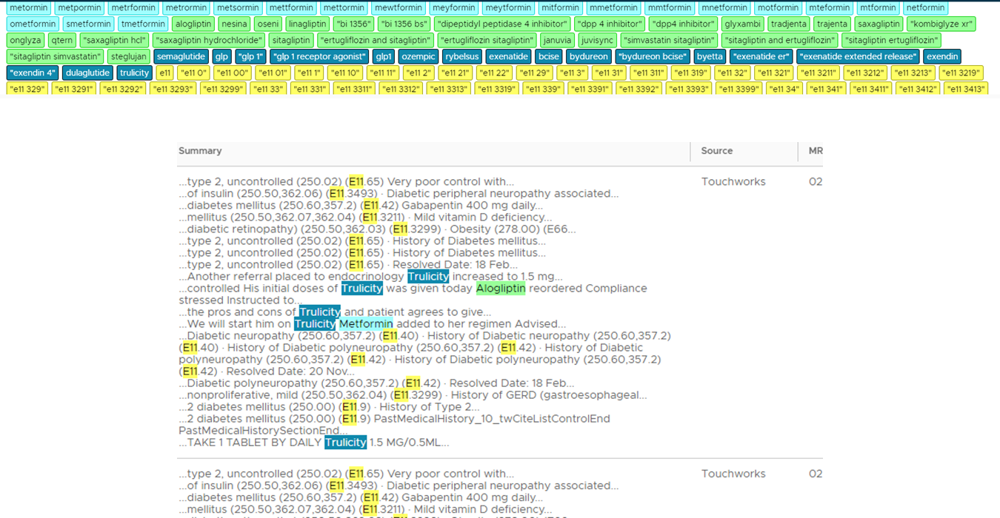 metormin metpormin metrformin metrormin metsormin mettformin mettormin mewtformin meyformin meytformin mitformin mmetformin mmtformin mnetformin motformin mteformin mtformin netformin
ometformin smetformin tmetformin alogliptin nesina oseni linagliptin "bi 1356" "bi 1356 bs" "dipeptidyl peptidase 4 inhibitor" "dpp 4 inhibitor" "dpp4 inhibitor" glyxambi tradjenta trajenta saxagliptin "kombiglyze xr"
onglyza qtern "saxagliptin hcl" "saxagliptin hydrochloride" sitagliptin "ertugliflozin and sitagliptin" "ertugliflozin sitagliptin" januvia juvisync "simvastatin sitagliptin" "sitagliptin and ertugliflozin" "sitagliptin ertugliflozin"
"sitagliptin simvastatin" steglujan semaglutide glp "glp 1" "glp 1 receptor agonist" glp1 ozempic rybelsus exenatide bcise bydureon "bydureon bcise" byetta "exenatide er" "exenatide extended release" exendin
"exendin 4" dulaglutide trulicity e11 "e11 0" "e11 00" "e11 01" "e11 1" "e11 10" "e11 11" "e11 2" "e11 21" "e11 22" "e11 29" "e11 3" "e11 31" "e11 311" "e11 319" "e11 32" "e11 321" "e11 3211" "e11 3212" "e11 3213" "e11 3219"
"e11 329" "e11 3291" "e11 3292" "e11 3293" "e11 3299" "e11 33" "e11 331" "e11 3311" "e11 3312" "e11 3313" "e11 3319" "e11 339" "e11 3391" "e11 3392" "e11 3393" "e11 3399" "e11 34" "e11 341" "e11 3411" "e11 3412" "e11 3413"
Summary Source MR
...type 2, uncontrolled (250.02) (E11.65) Very poor control with... Touchworks 02
...of insulin (250.50,362.06) (E11.3493) · Diabetic peripheral neuropathy associated...
...diabetes mellitus (250.60,357.2) (E11.42) Gabapentin 400 mg daily...
...mellitus (250.50,362.07,362.04) (E11.3211) · Mild vitamin D deficiency...
...diabetic retinopathy) (250.50,362.03) (E11.3299) · Obesity (278.00) (E66...
...type 2, uncontrolled (250.02) (E11.65) · History of Diabetes mellitus...
...type 2, uncontrolled (250.02) (E11.65) · History of Diabetes mellitus...
...type 2, uncontrolled (250.02) (E11.65) · Resolved Date: 18 Feb...
...Another referral placed to endocrinology Trulicity increased to 1.5 mg...
...controlled His initial doses of Trulicity was given today Alogliptin reordered Compliance
stressed Instructed to...
...the pros and cons of Trulicity and patient agrees to give...
...We will start him on Trulicity Metformin added to her regimen Advised...
...Diabetic neuropathy (250.60,357.2) (E11.40) · History of Diabetic neuropathy (250.60,357.2)
(E11.40) · History of Diabetic polyneuropathy (250.60,357.2) (E11.42) · History of Diabetic
polyneuropathy (250.60,357.2) (E11.42) · History of Diabetic polyneuropathy (250.60,357.2)
(E11.42) · Resolved Date: 20 Nov...
...Diabetic polyneuropathy (250.60,357.2) (E11.42) · Resolved Date: 18 Feb...
...nonproliferative, mild (250.50,362.04) (E11.3299) · History of GERD (gastroesophageal...
...2 diabetes mellitus (250.00) (E11.9) · History of Type 2...
...2 diabetes mellitus (250.00) (E11.9) PastMedicalHistory_10_twCiteListControlEnd
PastMedicalHistorySectionEnd...
...TAKE 1 TABLET BY DAILY Trulicity 1.5 MG/0.5ML...
...type 2, uncontrolled (250.02) (E11.65) Very poor control with... Touchworks 02
...of insulin (250.50,362.06) (E11.3493) · Diabetic peripheral neuropathy associated...
...diabetes mellitus (250.60,357.2) (E11.42) Gabapentin 400 mg daily...
...mellitus (250.50,362.07,362.04) (E11.3211) · Mild vitamin D deficiency...